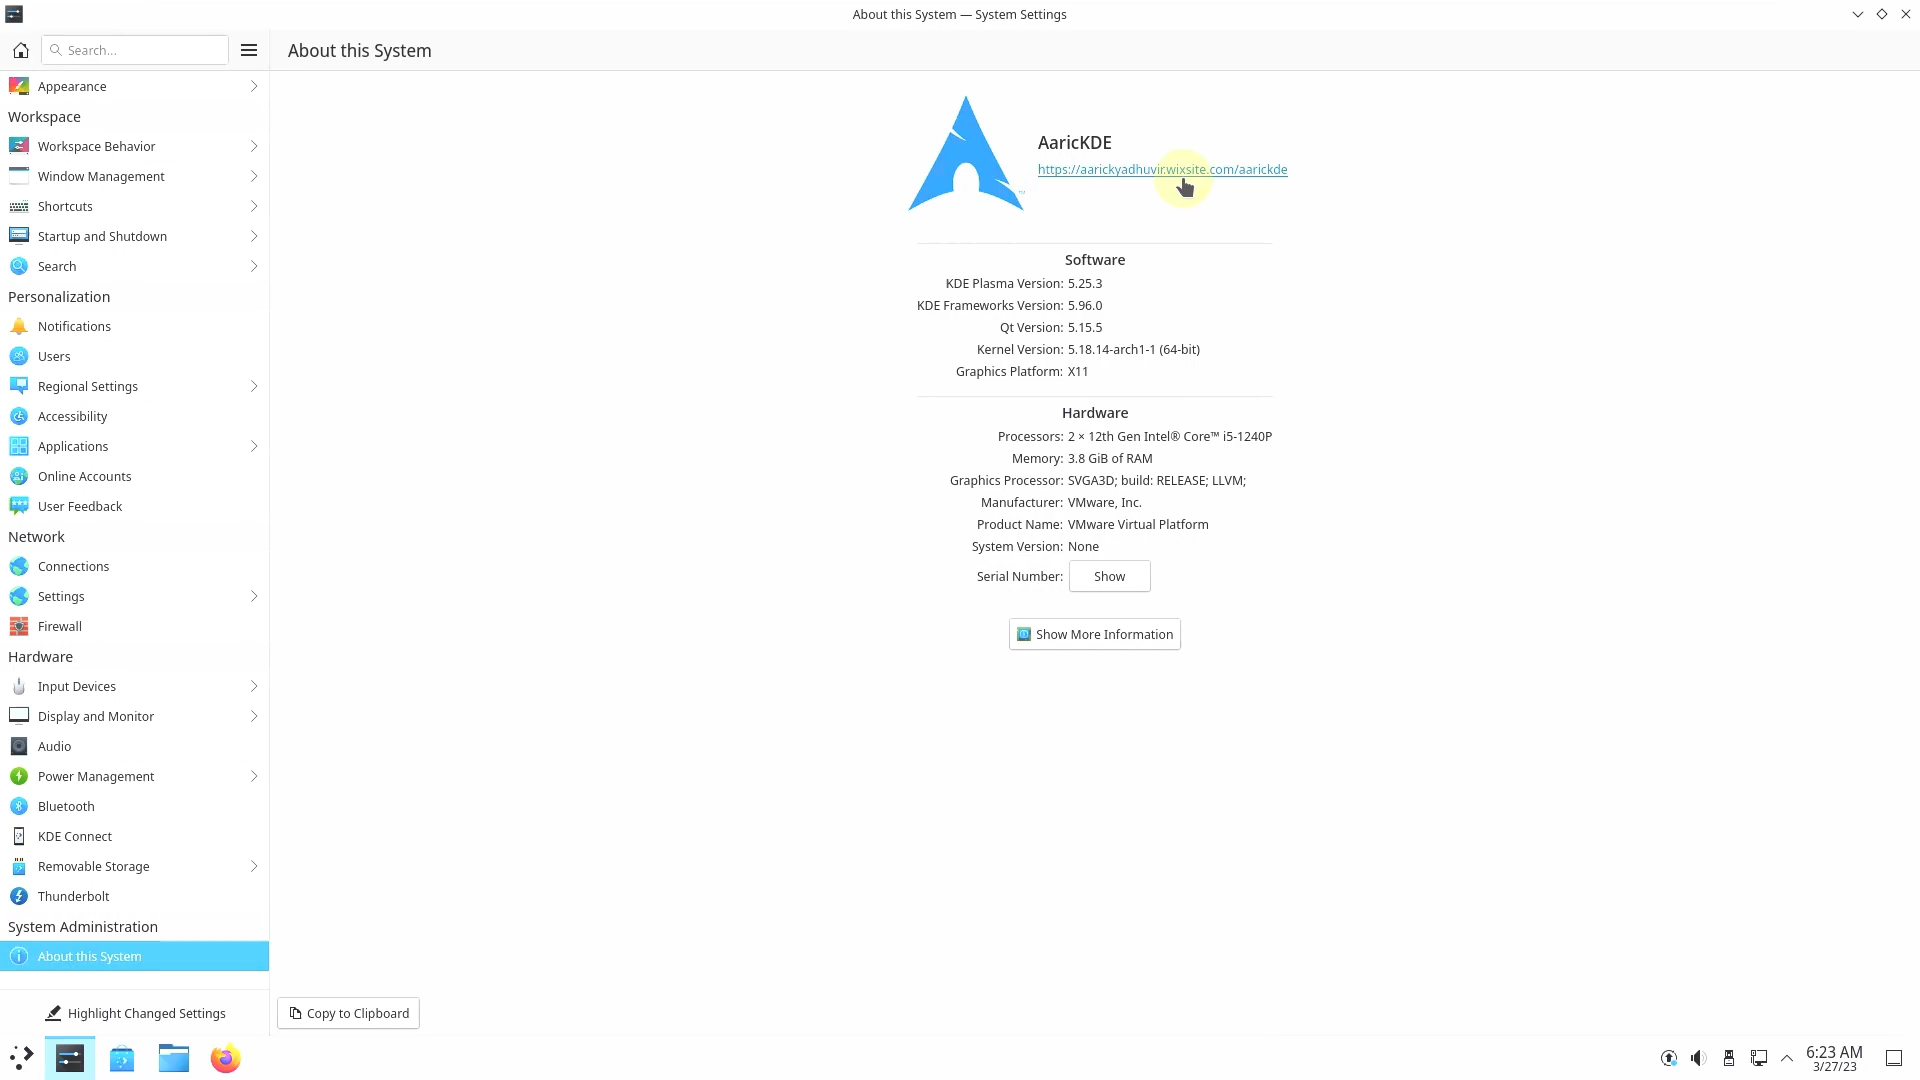 About this System — System Settings
Search...
About this System
Appearance
Workspace
Workspace Behavior
Window Management
Shortcuts
Startup and Shutdown
Search
Personalization
Notifications
Users
Regional Settings
Accessibility
Applications
Online Accounts
User Feedback
Network
Connections
Settings
Firewall
Hardware
Input Devices
Display and Monitor
Audio
Power Management
Bluetooth
KDE Connect
Removable Storage
Thunderbolt
System Administration
About this System
Highlight Changed Settings
AaricKDE
https://aarickyadhuvir.wixsite.com/aarickde
Software
KDE Plasma Version: 5.25.3
KDE Frameworks Version: 5.96.0
Qt Version: 5.15.5
Kernel Version: 5.18.14-arch1-1 (64-bit)
Graphics Platform: X11
Hardware
Processors: 2 × 12th Gen Intel® Core™ i5-1240P
Memory: 3.8 GiB of RAM
Graphics Processor: SVGA3D; build: RELEASE; LLVM;
Manufacturer: VMware, Inc.
Product Name: VMware Virtual Platform
System Version: None
Serial Number: Show
Show More Information
Copy to Clipboard
6:23 AM
3/27/23